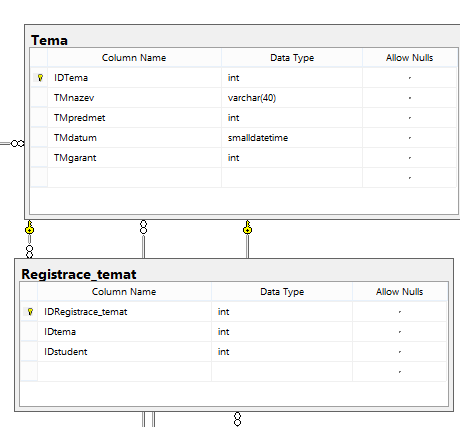 Tema
Column Name Data Type Allow Nulls
IDTema int
TMnazev varchar(40)
TMpredmet int
TMdatum smalldatetime
TMgarant int
Registrace_temat
Column Name Data Type Allow Nulls
IDRegistrace_temat int
IDtema int
IDstudent int